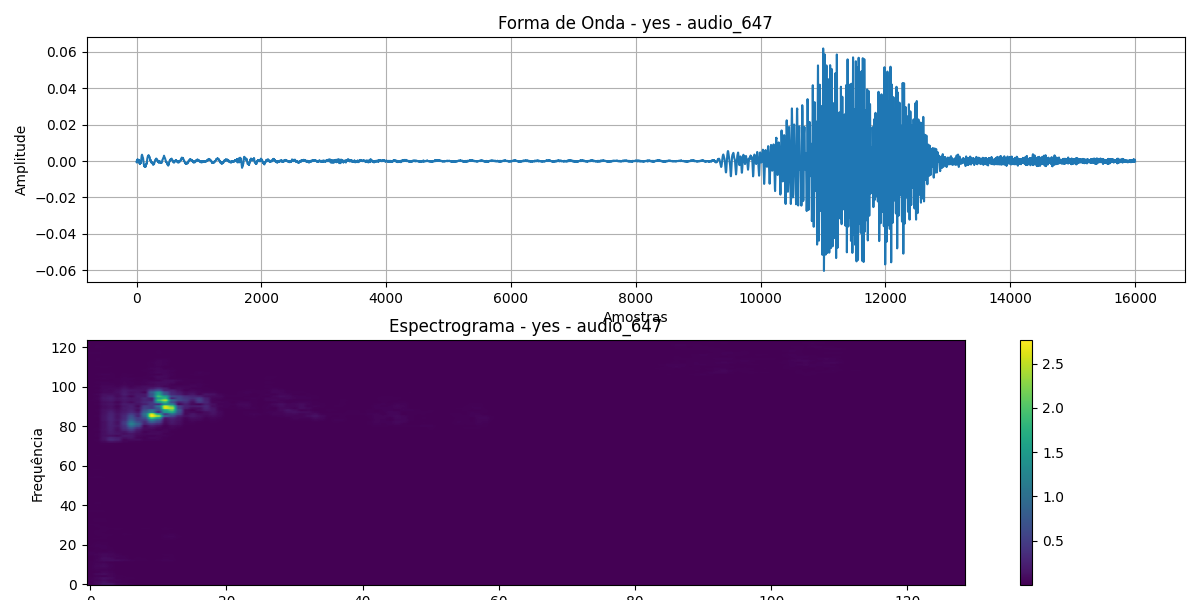 Forma de Onda - yes - audio_647
0.06
0.04
0.02
0.00
−0.02
−0.04
−0.06
Amplitude
0 2000 4000 6000 8000 10000 12000 14000 16000
Amostras
Espectrograma - yes - audio_647
120
100
80
60
40
20
0
Frequência
0 20 40 60 80 100 120
2.5
2.0
1.5
1.0
0.5